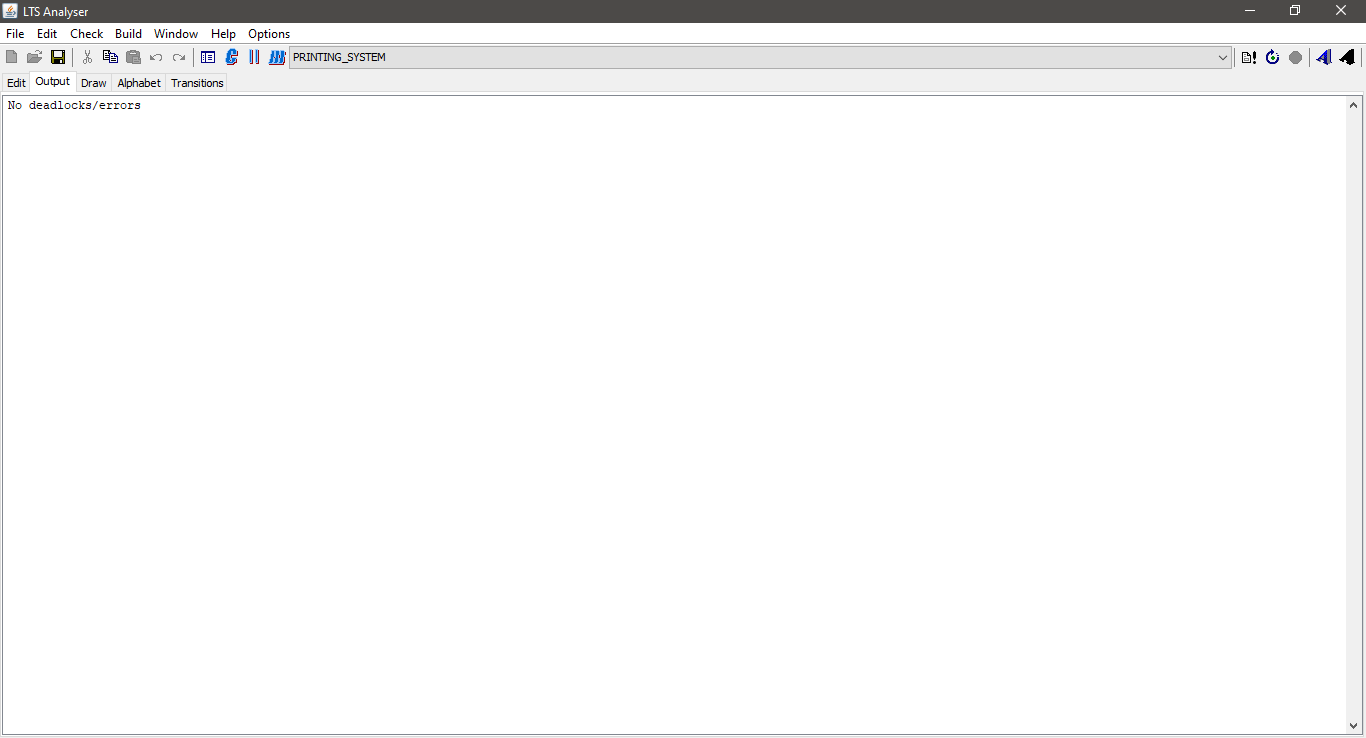 LTS Analyser
File Edit Check Build Window Help Options
PRINTING_SYSTEM
Edit Output Draw Alphabet Transitions
No deadlocks/errors